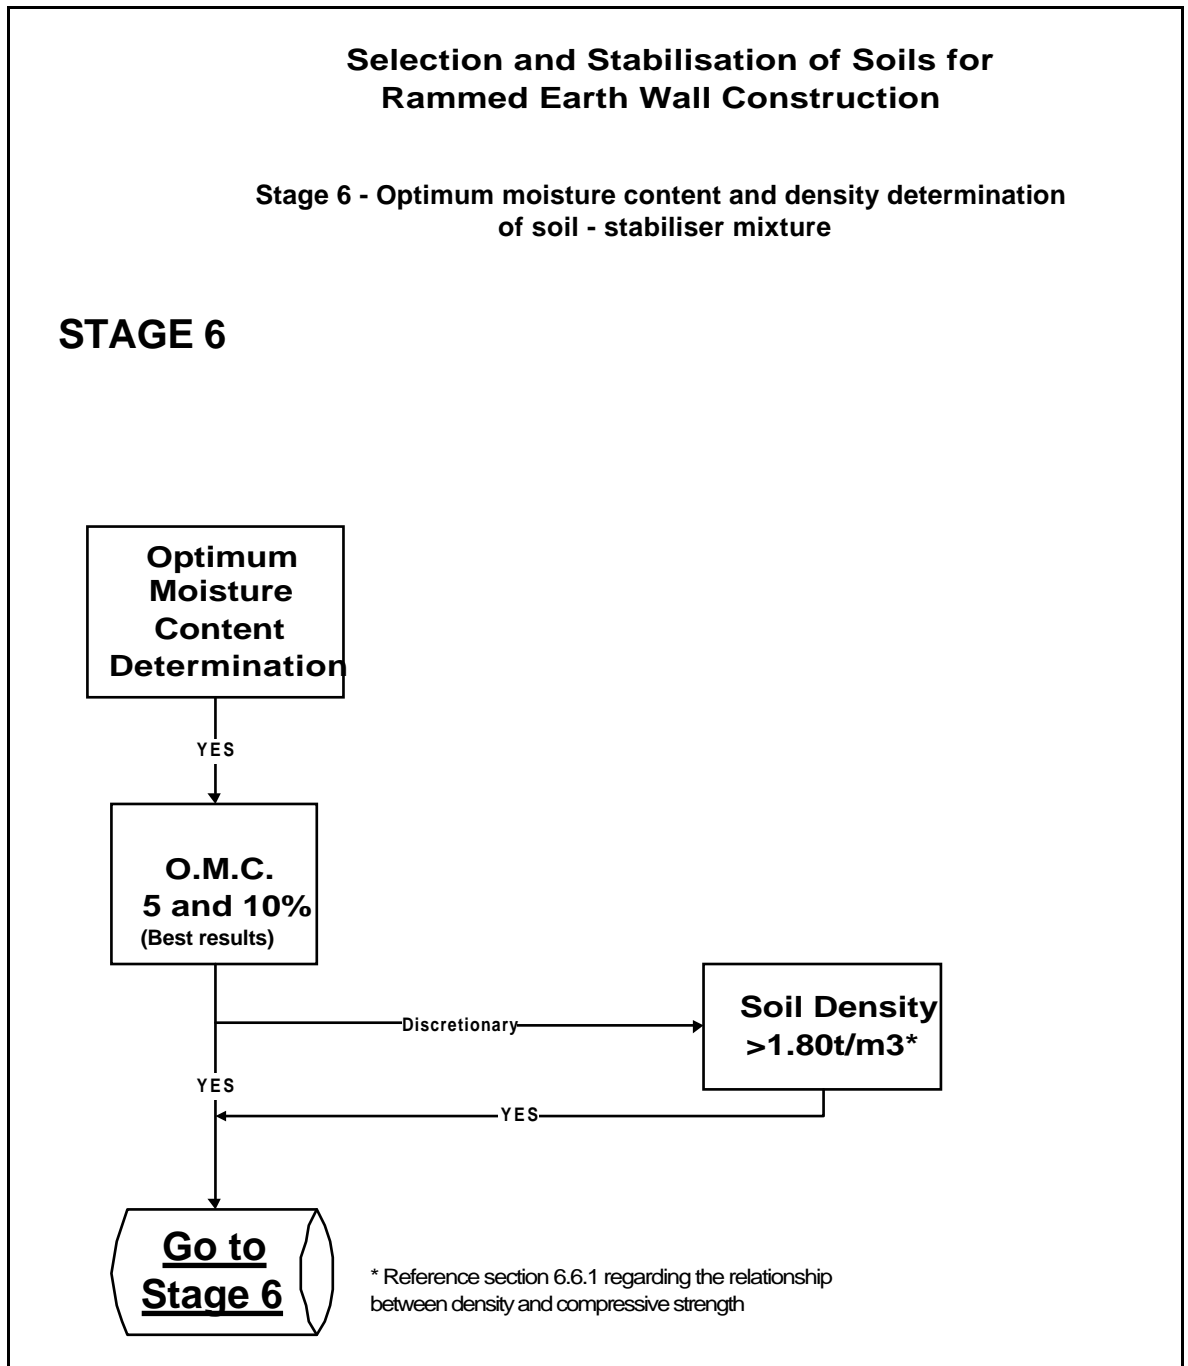 Selection and Stabilisation of Soils for
Rammed Earth Wall Construction
Stage 6 - Optimum moisture content and density determination
of soil - stabiliser mixture
STAGE 6
Optimum
Moisture
Content
Determination
YES
O.M.C.
5 and 10%
(Best results)
Discretionary
Soil Density
>1.80t/m3*
YES
YES
Go to
Stage 6
* Reference section 6.6.1 regarding the relationship
between density and compressive strength